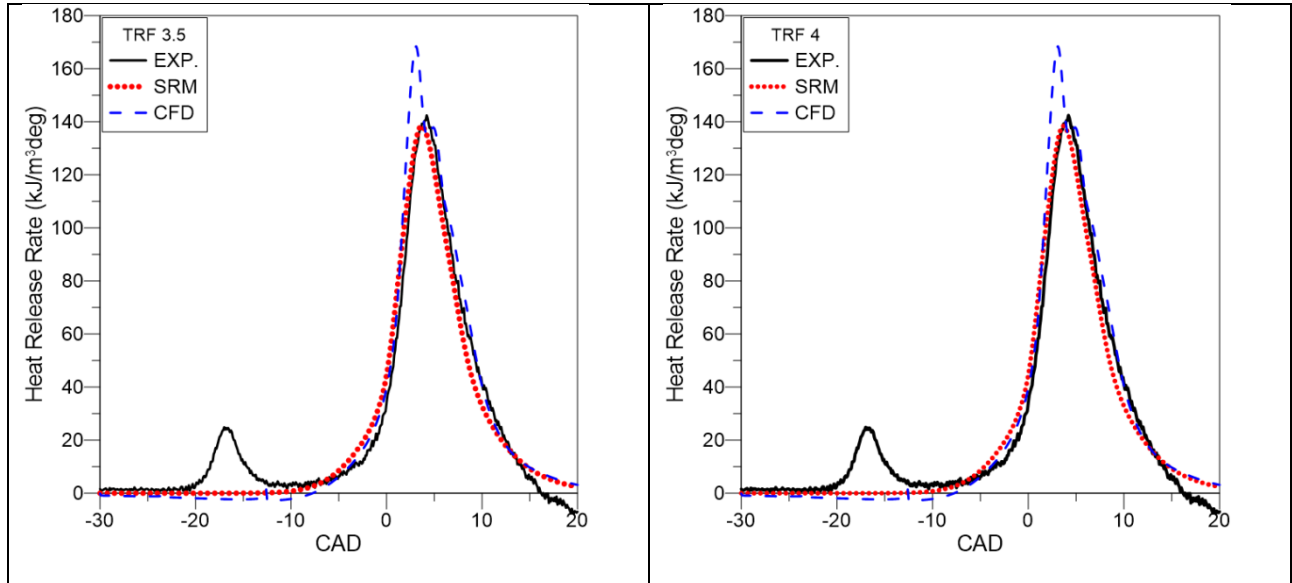 180
160
140
120
100
80
60
40
20
0
Heat Release Rate (kJ/m³deg)
TRF 3.5
EXP.
SRM
CFD
-30 -20 -10 0 10 20
CAD
180
160
140
120
100
80
60
40
20
0
Heat Release Rate (kJ/m³deg)
TRF 4
EXP.
SRM
CFD
-30 -20 -10 0 10 20
CAD